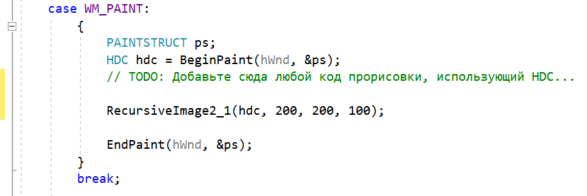 case WM_PAINT:
{
PAINTSTRUCT ps;
HDC hdc = BeginPaint(hWnd, &ps);
// TODO: Добавьте сюда любой код прорисовки, использующий HDC...
RecursiveImage2_1(hdc, 200, 200, 100);
EndPaint(hWnd, &ps);
}
break;